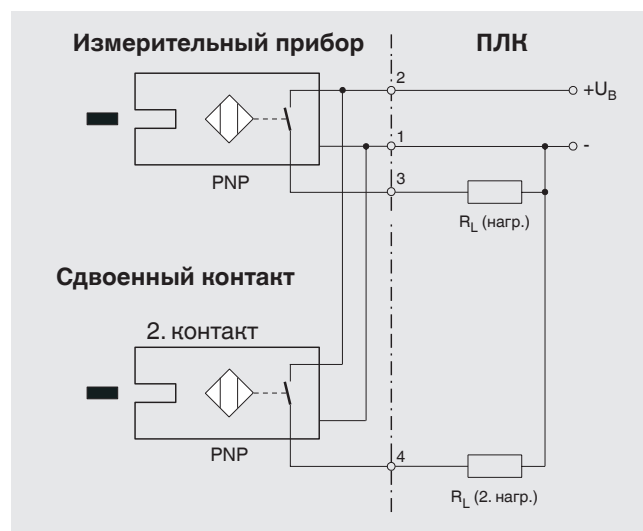 Измерительный прибор
ПЛК
2
+U_B
1
-
3
PNP
R_L (нагр.)
Сдвоенный контакт
2. контакт
PNP
4
R_L (2. нагр.)